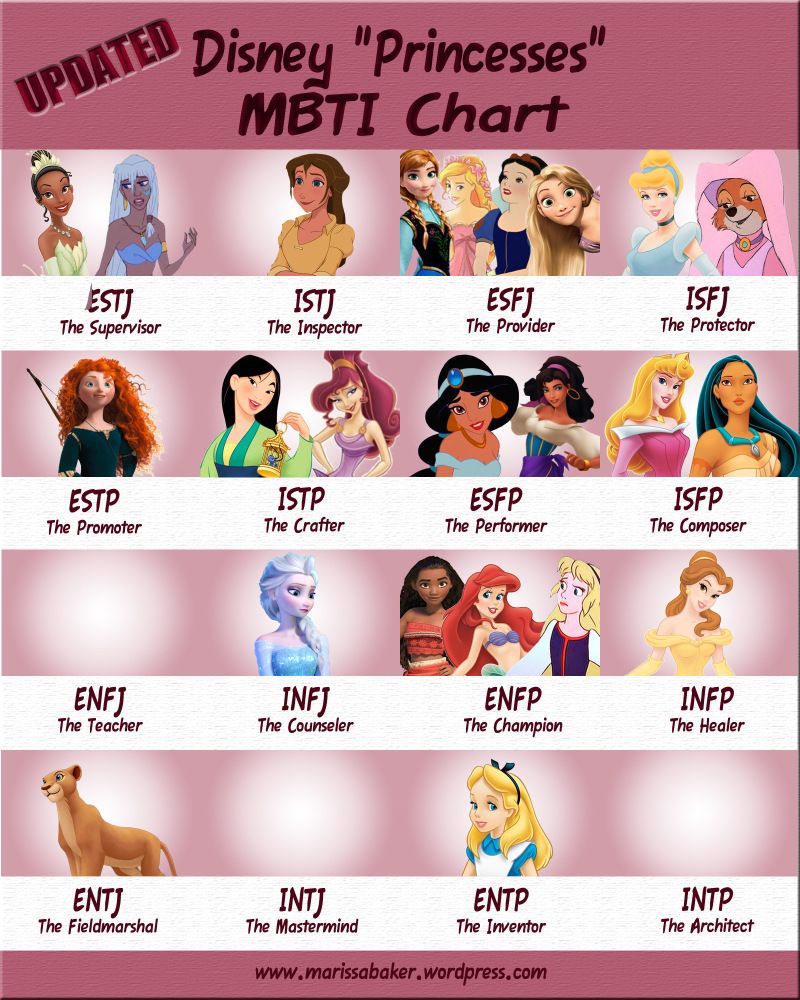 UPDATED
Disney "Princesses"
MBTI Chart
ESTJ
The Supervisor
ISTJ
The Inspector
ESFJ
The Provider
ISFJ
The Protector
ESTP
The Promoter
ISTP
The Crafter
ESFP
The Performer
ISFP
The Composer
ENFJ
The Teacher
INFJ
The Counseler
ENFP
The Champion
INFP
The Healer
ENTJ
The Fieldmarshal
INTJ
The Mastermind
ENTP
The Inventor
INTP
The Architect
www.marissabaker.wordpress.com